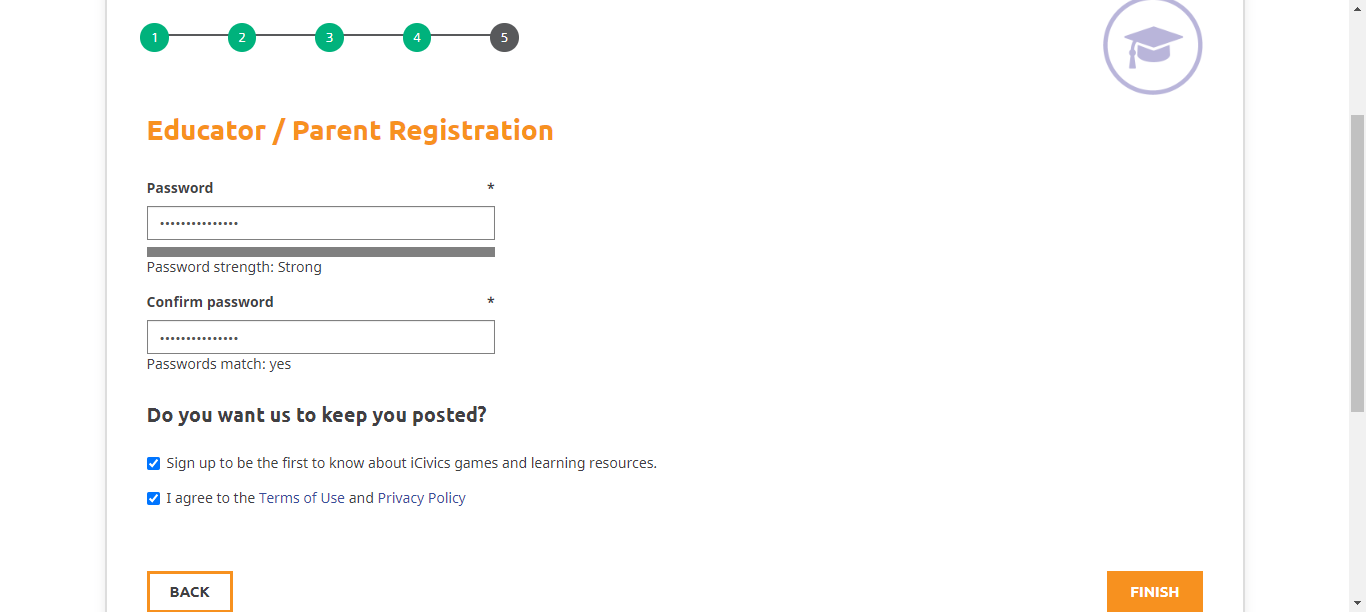 1 2 3 4 5
Educator / Parent Registration
Password *
•••••••••••••••
Password strength: Strong
Confirm password *
•••••••••••••••
Passwords match: yes
Do you want us to keep you posted?
Sign up to be the first to know about iCivics games and learning resources.
I agree to the Terms of Use and Privacy Policy
BACK FINISH